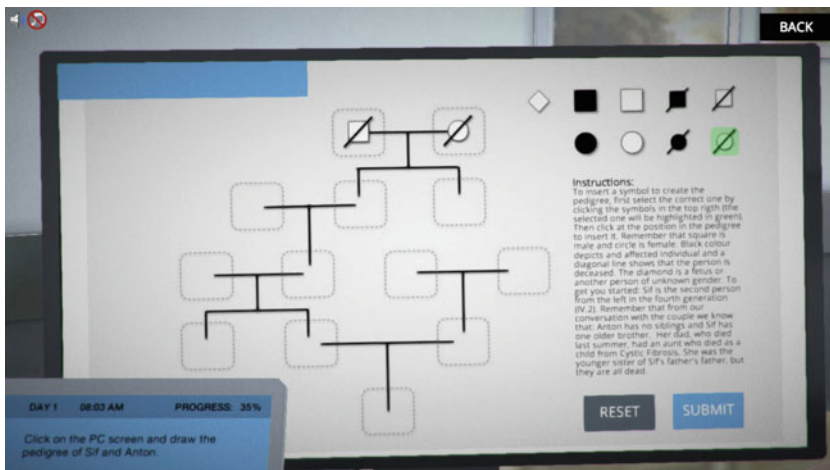 BACK
Instructions:
To insert a symbol to create the
pedigree, first select the correct one by
clicking the symbols in the top rigth (the
selected one will be highlighted in green).
Then click at the position in the pedigree
to insert it. Remember that square is
male and circle is female. Black colour
depicts and affected individual and a
diagonal line shows that the person is
deceased. The diamond is a fetus or
another person of unknown gender. To
get you started: Sif is the second person
from the left in the fourth generation
(IV.2). Remember that from our
conversation with the couple we know
that: Anton has no siblings and Sif has
one older brother. Her dad, who died
last summer, had an aunt who died as a
child from Cystic Fibrosis. She was the
younger sister of Sif's father's father, but
they are all dead.
RESET
SUBMIT
DAY 1 08:03 AM PROGRESS: 35%
Click on the PC screen and draw the
pedigree of Sif and Anton.